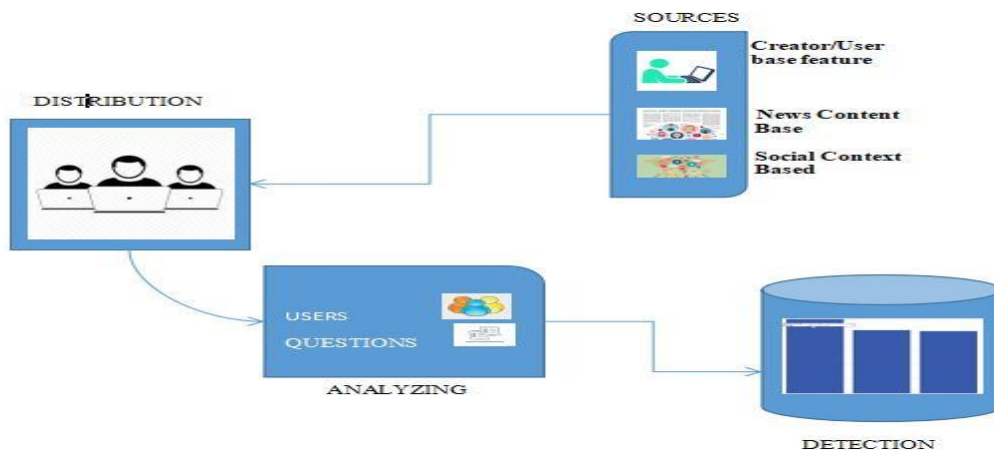 SOURCES
Creator/User
base feature
News Content
Base
Social Context
Based
DISTRIBUTION
USERS
QUESTIONS
ANALYZING
DETECTION